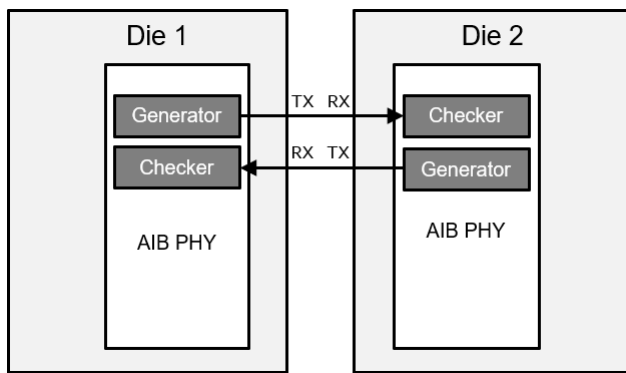 Die 1
Die 2
Generator
TX RX
Checker
Checker
RX TX
Generator
AIB PHY
AIB PHY